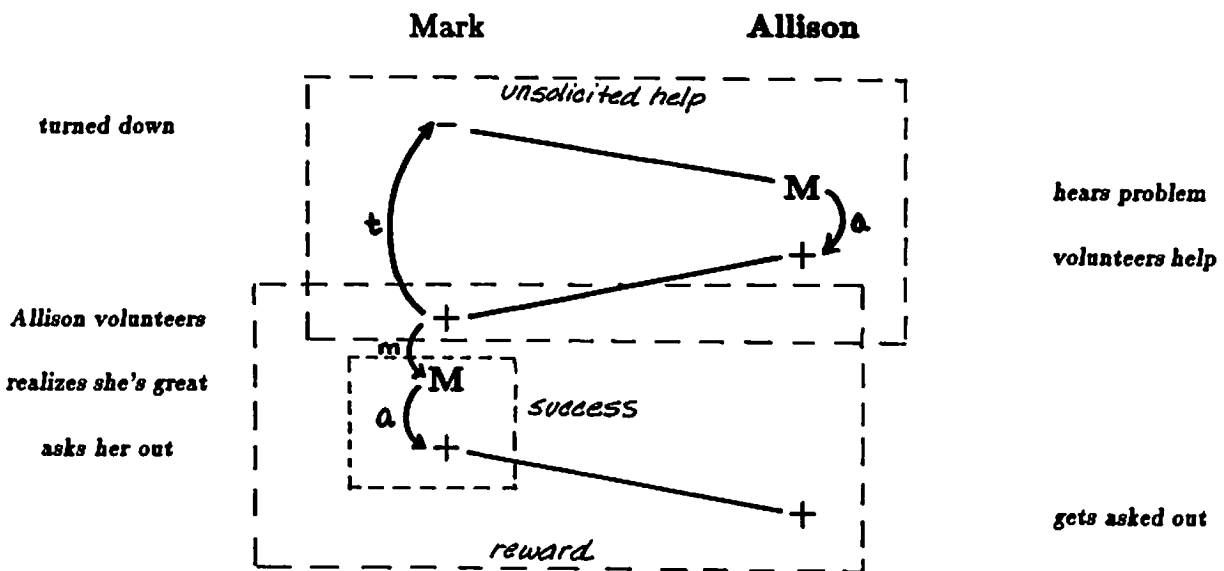 Mark Allison
unsolicited help
turned down −
M hears problem
t a
+ volunteers help
Allison volunteers +
m
realizes she's great M
a success
asks her out +
+ gets asked out
reward